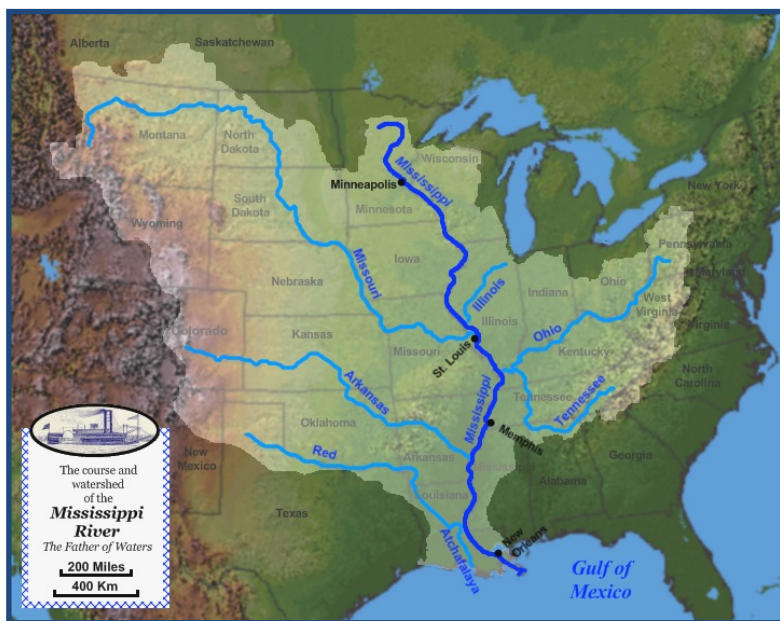 Alberta
Saskatchewan
Montana
North
Dakota
Mississippi
Wisconsin
Minneapolis
New York
South
Dakota
Minnesota
Wyoming
Pennsylvania
Missouri
Iowa
Maryland
Nebraska
Illinois
Indiana
Ohio
West
Virginia
Illinois
Ohio
Virginia
Colorado
Kansas
St. Louis
Missouri
Kentucky
North
Carolina
Arkansas
Mississippi
Tennessee
Tennessee
Oklahoma
Memphis
Red
Arkansas
Mississippi
Georgia
New
Mexico
Alabama
Louisiana
Texas
Atchafalaya
New
Orleans
Gulf of
Mexico
The course and
watershed
of the
Mississippi
River
The Father of Waters
200 Miles
400 Km